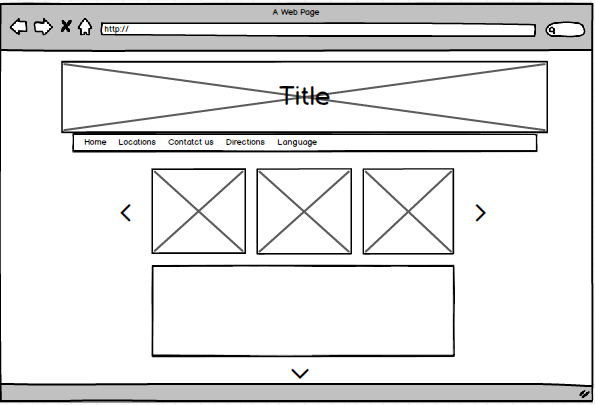 A Web Page
http://
Title
Home Locations Contatct us Directions Language